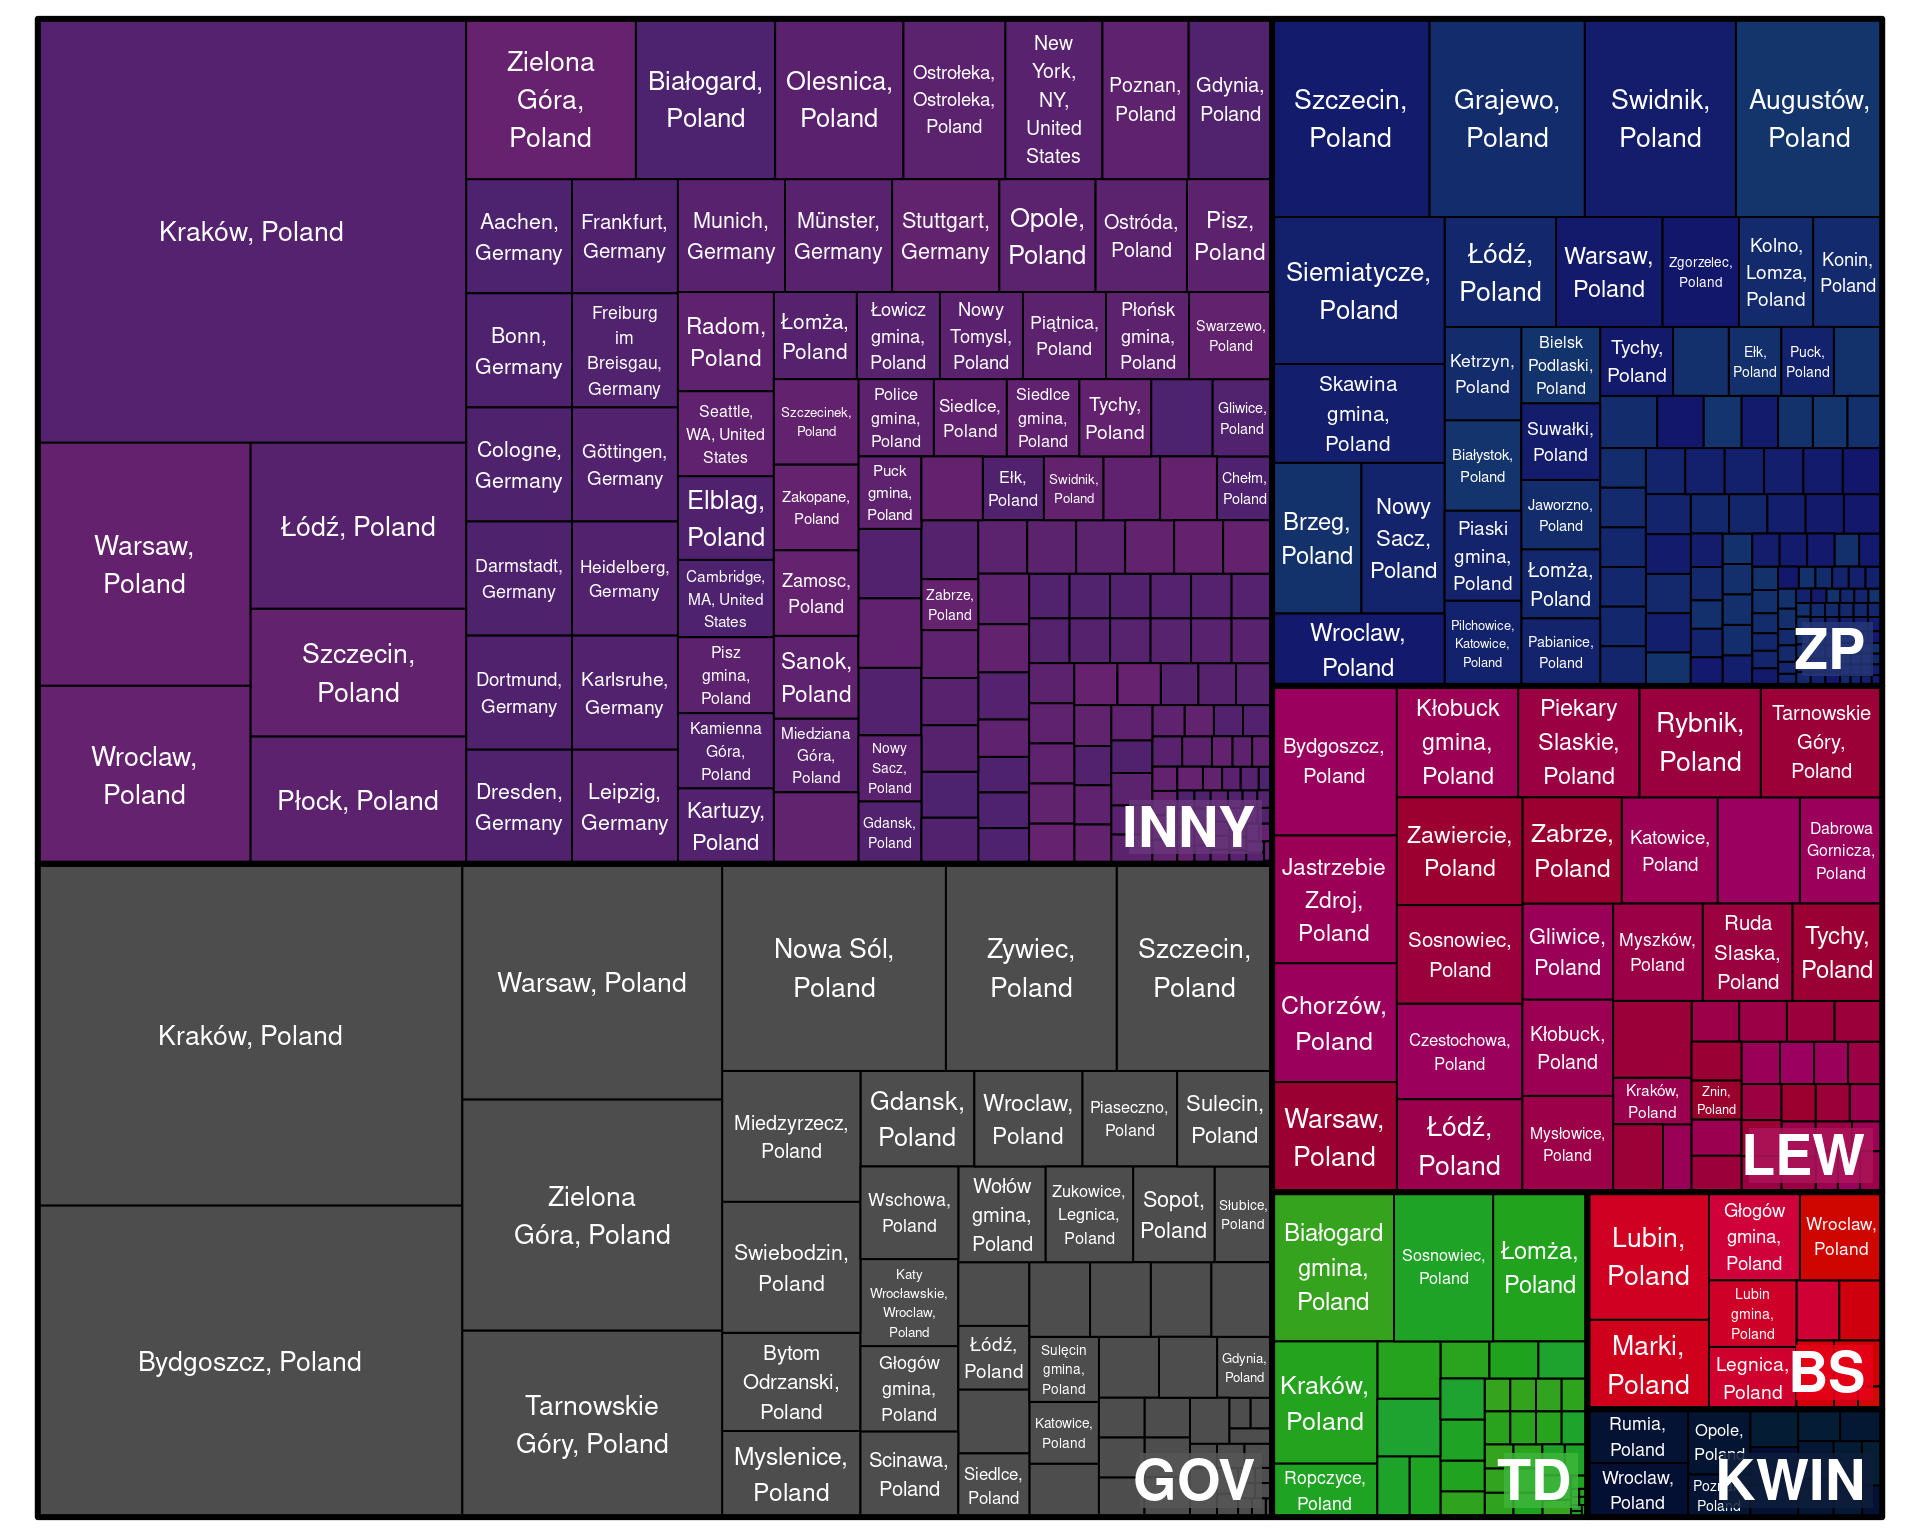 Kraków, Poland
Warsaw,
Poland
Wroclaw,
Poland
Łódź, Poland
Szczecin,
Poland
Płock, Poland
Zielona
Góra,
Poland
Białogard,
Poland
Olesnica,
Poland
Ostrołeka,
Ostroleka,
Poland
New
York,
NY,
United
States
Poznan,
Poland
Gdynia,
Poland
Aachen,
Germany
Frankfurt,
Germany
Munich,
Germany
Münster,
Germany
Stuttgart,
Germany
Opole,
Poland
Ostróda,
Poland
Pisz,
Poland
Bonn,
Germany
Freiburg
im
Breisgau,
Germany
Cologne,
Germany
Göttingen,
Germany
Darmstadt,
Germany
Heidelberg,
Germany
Dortmund,
Germany
Karlsruhe,
Germany
Dresden,
Germany
Leipzig,
Germany
Radom,
Poland
Seattle,
WA, United
States
Elblag,
Poland
Cambridge,
MA, United
States
Pisz
gmina,
Poland
Kamienna
Góra,
Poland
Kartuzy,
Poland
Łomża,
Poland
Łowicz
gmina,
Poland
Nowy
Tomysl,
Poland
Piątnica,
Poland
Płońsk
gmina,
Poland
Swarzewo,
Poland
Szczecinek,
Poland
Zakopane,
Poland
Zamosc,
Poland
Sanok,
Poland
Miedziana
Góra,
Poland
Police
gmina,
Poland
Siedlce,
Poland
Siedlce
gmina,
Poland
Tychy,
Poland
Gliwice,
Poland
Puck
gmina,
Poland
Ełk,
Poland
Swidnik,
Poland
Chełm,
Poland
Zabrze,
Poland
Nowy
Sacz,
Poland
Gdansk,
Poland
INNY
Kraków, Poland
Bydgoszcz, Poland
Warsaw, Poland
Zielona
Góra, Poland
Tarnowskie
Góry, Poland
Nowa Sól,
Poland
Zywiec,
Poland
Szczecin,
Poland
Miedzyrzecz,
Poland
Swiebodzin,
Poland
Bytom
Odrzanski,
Poland
Myslenice,
Poland
Gdansk,
Poland
Wroclaw,
Poland
Piaseczno,
Poland
Sulecin,
Poland
Wschowa,
Poland
Katy
Wrocławskie,
Wroclaw,
Poland
Głogów
gmina,
Poland
Scinawa,
Poland
Wołów
gmina,
Poland
Zukowice,
Legnica,
Poland
Sopot,
Poland
Słubice,
Poland
Łódź,
Poland
Siedlce,
Poland
Sulęcin
gmina,
Poland
Katowice,
Poland
Gdynia,
Poland
GOV
Szczecin,
Poland
Grajewo,
Poland
Swidnik,
Poland
Augustów,
Poland
Siemiatycze,
Poland
Skawina
gmina,
Poland
Brzeg,
Poland
Nowy
Sacz,
Poland
Wroclaw,
Poland
Łódź,
Poland
Warsaw,
Poland
Zgorzelec,
Poland
Kolno,
Lomza,
Poland
Konin,
Poland
Ketrzyn,
Poland
Białystok,
Poland
Piaski
gmina,
Poland
Pilchowice,
Katowice,
Poland
Bielsk
Podlaski,
Poland
Suwałki,
Poland
Jaworzno,
Poland
Łomża,
Poland
Pabianice,
Poland
Tychy,
Poland
Ełk,
Poland
Puck,
Poland
ZP
Bydgoszcz,
Poland
Jastrzebie
Zdroj,
Poland
Chorzów,
Poland
Warsaw,
Poland
Kłobuck
gmina,
Poland
Piekary
Slaskie,
Poland
Rybnik,
Poland
Tarnowskie
Góry,
Poland
Zawiercie,
Poland
Sosnowiec,
Poland
Czestochowa,
Poland
Łódź,
Poland
Zabrze,
Poland
Katowice,
Poland
Dabrowa
Gornicza,
Poland
Gliwice,
Poland
Kłobuck,
Poland
Mysłowice,
Poland
Myszków,
Poland
Ruda
Slaska,
Poland
Tychy,
Poland
Kraków,
Poland
Znin,
Poland
LEW
Białogard
gmina,
Poland
Sosnowiec,
Poland
Łomża,
Poland
Kraków,
Poland
Ropczyce,
Poland
TD
Lubin,
Poland
Marki,
Poland
Głogów
gmina,
Poland
Wroclaw,
Poland
Lubin
gmina,
Poland
Legnica,
Poland
BS
Rumia,
Poland
Wroclaw,
Poland
Opole,
Poland
Poland
KWIN